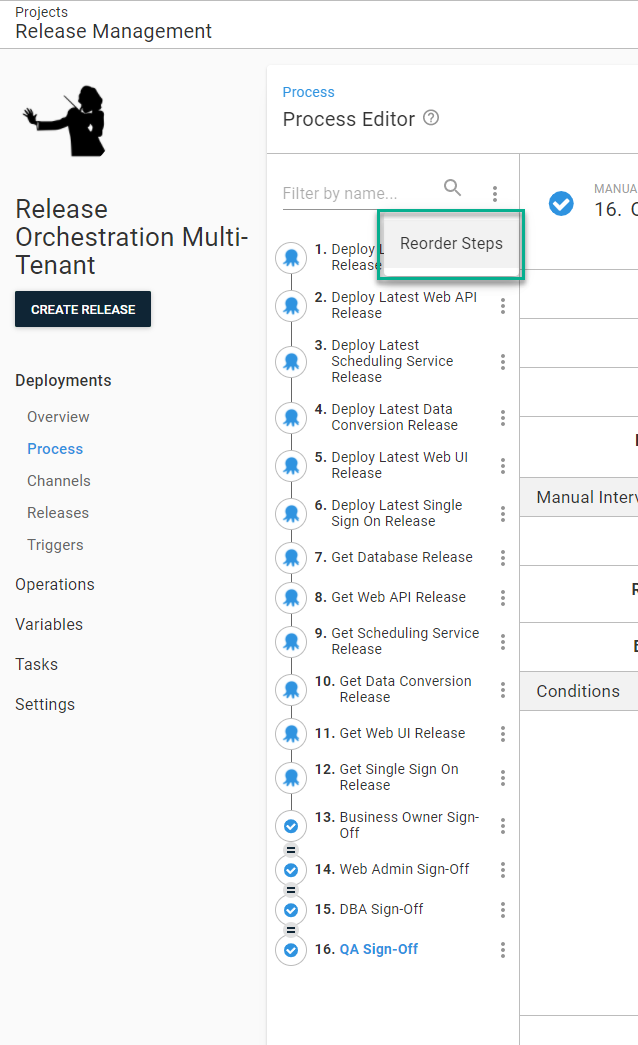 Projects
Release Management
Release
Orchestration Multi-
Tenant
CREATE RELEASE
Deployments
Overview
Process
Channels
Releases
Triggers
Operations
Variables
Tasks
Settings
Process
Process Editor
Filter by name...
Reorder Steps
1. Deploy
Release
2. Deploy Latest Web API
Release
3. Deploy Latest
Scheduling Service
Release
4. Deploy Latest Data
Conversion Release
5. Deploy Latest Web UI
Release
6. Deploy Latest Single
Sign On Release
7. Get Database Release
8. Get Web API Release
9. Get Scheduling Service
Release
10. Get Data Conversion
Release
11. Get Web UI Release
12. Get Single Sign On
Release
13. Business Owner Sign-
Off
14. Web Admin Sign-Off
15. DBA Sign-Off
16. QA Sign-Off
MANUA
16.
Manual Interv
R
Conditions